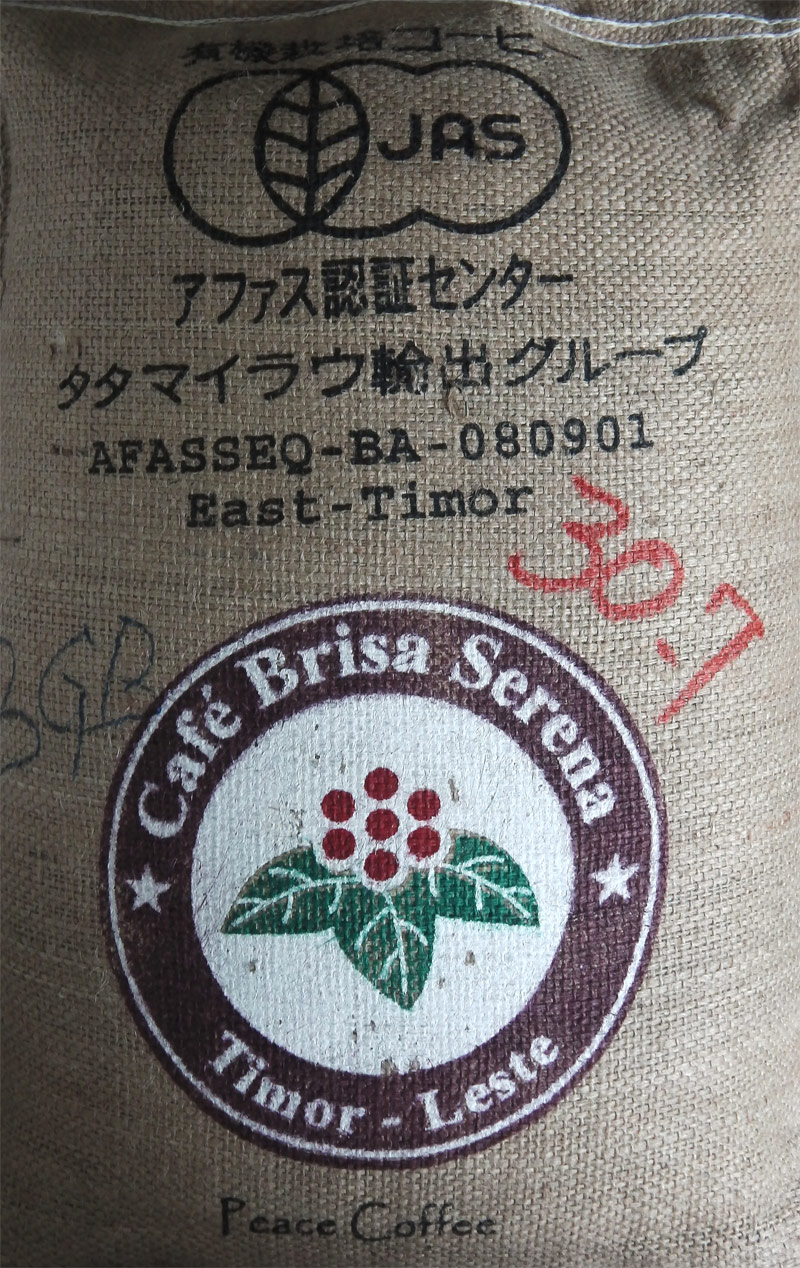 有機栽培コーヒー
JAS
アファス認証センター
タタマイラウ輸出グループ
AFASSEQ-BA-080901
East-Timor
30.7
GB
Café Brisa Serena
Timor - Leste
Peace Coffee